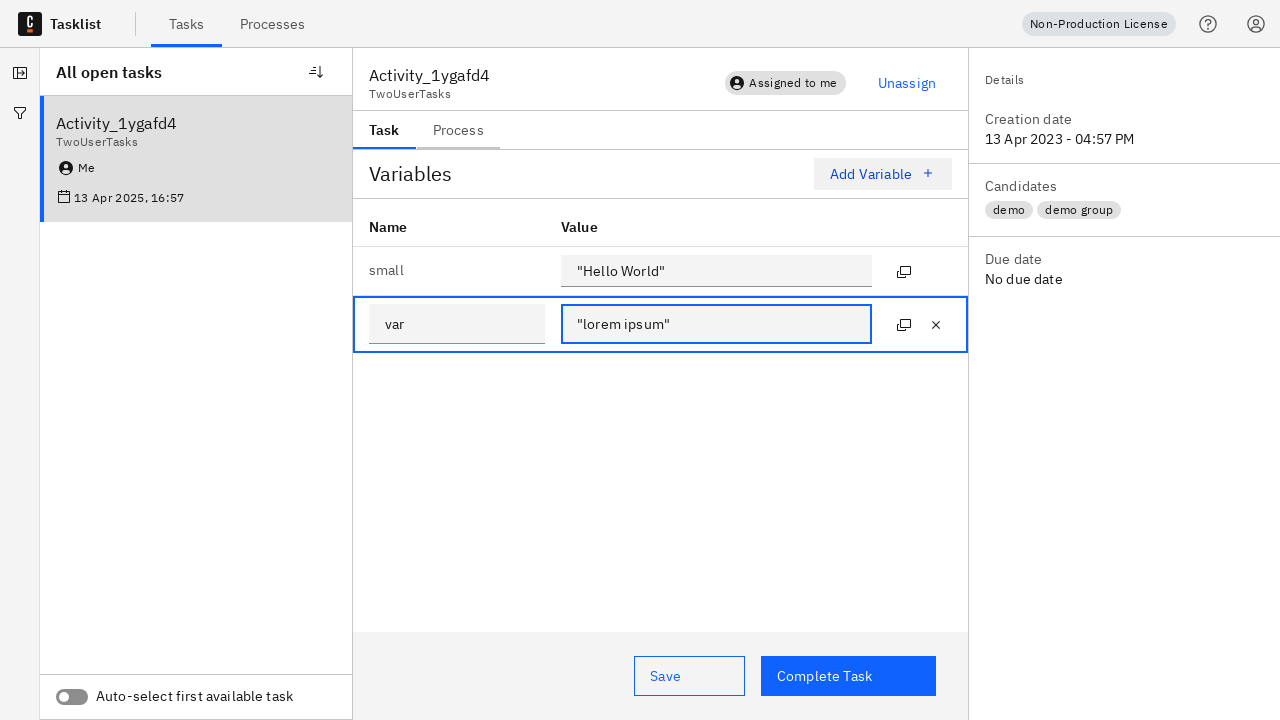 Tasklist
Tasks
Processes
Non-Production License
All open tasks
Activity_1ygafd4
TwoUserTasks
Me
13 Apr 2025, 16:57
Auto-select first available task
Activity_1ygafd4
TwoUserTasks
Assigned to me
Unassign
Task
Process
Variables
Add Variable
Name
Value
small
"Hello World"
var
"lorem ipsum"
Save
Complete Task
Details
Creation date
13 Apr 2023 - 04:57 PM
Candidates
demo
demo group
Due date
No due date